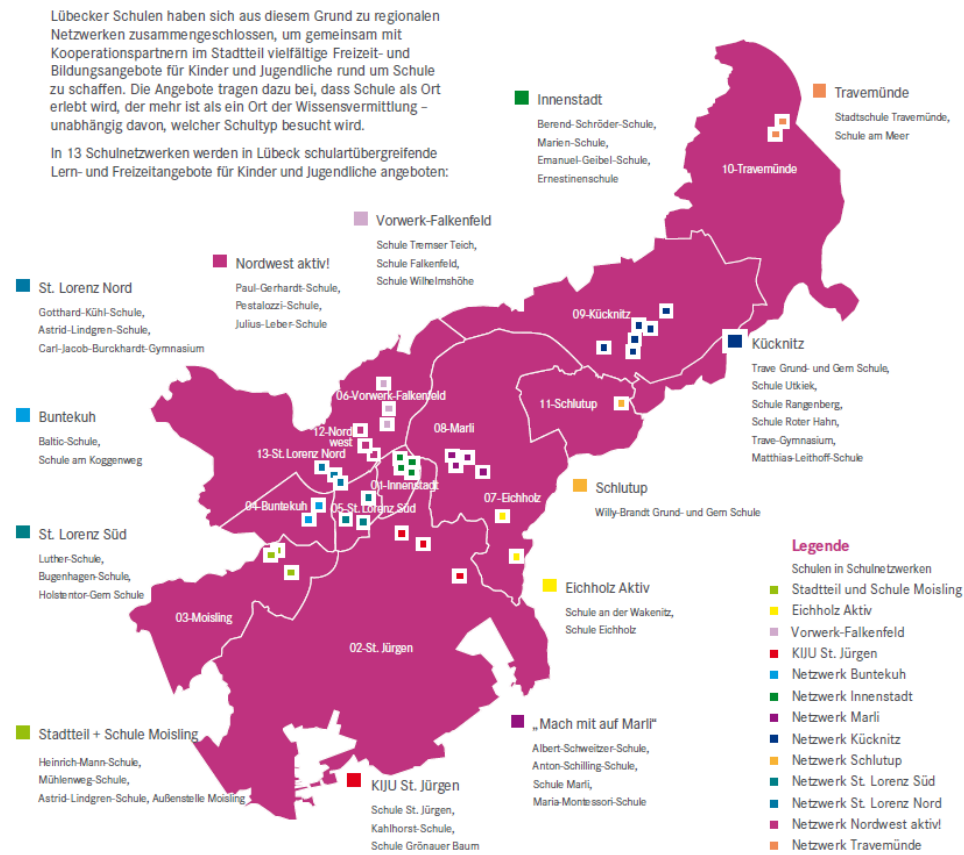 Lübecker Schulen haben sich aus diesem Grund zu regionalen
Netzwerken zusammengeschlossen, um gemeinsam mit
Kooperationspartnern im Stadtteil vielfältige Freizeit- und
Bildungsangebote für Kinder und Jugendliche rund um Schule
zu schaffen. Die Angebote tragen dazu bei, dass Schule als Ort
erlebt wird, der mehr ist als ein Ort der Wissensvermittlung –
unabhängig davon, welcher Schultyp besucht wird.
In 13 Schulnetzwerken werden in Lübeck schulartübergreifende
Lern- und Freizeitangebote für Kinder und Jugendliche angeboten:
Innenstadt
Berend-Schröder-Schule,
Marien-Schule,
Emanuel-Geibel-Schule,
Ernestinenschule
Travemünde
Stadtschule Travemünde,
Schule am Meer
Vorwerk-Falkenfeld
Schule Tremser Teich,
Schule Falkenfeld,
Schule Wilhelmshöhe
Nordwest aktiv!
Paul-Gerhardt-Schule,
Pestalozzi-Schule,
Julius-Leber-Schule
St. Lorenz Nord
Gotthard-Kühl-Schule,
Astrid-Lindgren-Schule,
Carl-Jacob-Burckhardt-Gymnasium
Buntekuh
Baltic-Schule,
Schule am Koggenweg
St. Lorenz Süd
Luther-Schule,
Bugenhagen-Schule,
Holstentor-Gem Schule
Stadtteil + Schule Moisling
Heinrich-Mann-Schule,
Mühlenweg-Schule,
Astrid-Lindgren-Schule, Außenstelle Moisling
10-Travemünde
09-Kücknitz
11-Schlutup
06-Vorwerk-Falkenfeld
12-Nord
west
08-Marli
13-St. Lorenz Nord
01-Innenstadt
07-Eichholz
04-Buntekuh
05-St. Lorenz Süd
03-Moisling
02-St. Jürgen
Kücknitz
Trave Grund- und Gem Schule,
Schule Utkiek,
Schule Rangenberg,
Schule Roter Hahn,
Trave-Gymnasium,
Matthias-Leithoff-Schule
Schlutup
Willy-Brandt Grund- und Gem Schule
Eichholz Aktiv
Schule an der Wakenitz,
Schule Eichholz
„Mach mit auf Marli“
Albert-Schweitzer-Schule,
Anton-Schilling-Schule,
Schule Marli,
Maria-Montessori-Schule
KIJU St. Jürgen
Schule St. Jürgen,
Kahlhorst-Schule,
Schule Grönauer Baum
Legende
Schulen in Schulnetzwerken
Stadtteil und Schule Moisling
Eichholz Aktiv
Vorwerk-Falkenfeld
KIJU St. Jürgen
Netzwerk Buntekuh
Netzwerk Innenstadt
Netzwerk Marli
Netzwerk Kücknitz
Netzwerk Schlutup
Netzwerk St. Lorenz Süd
Netzwerk St. Lorenz Nord
Netzwerk Nordwest aktiv!
Netzwerk Travemünde